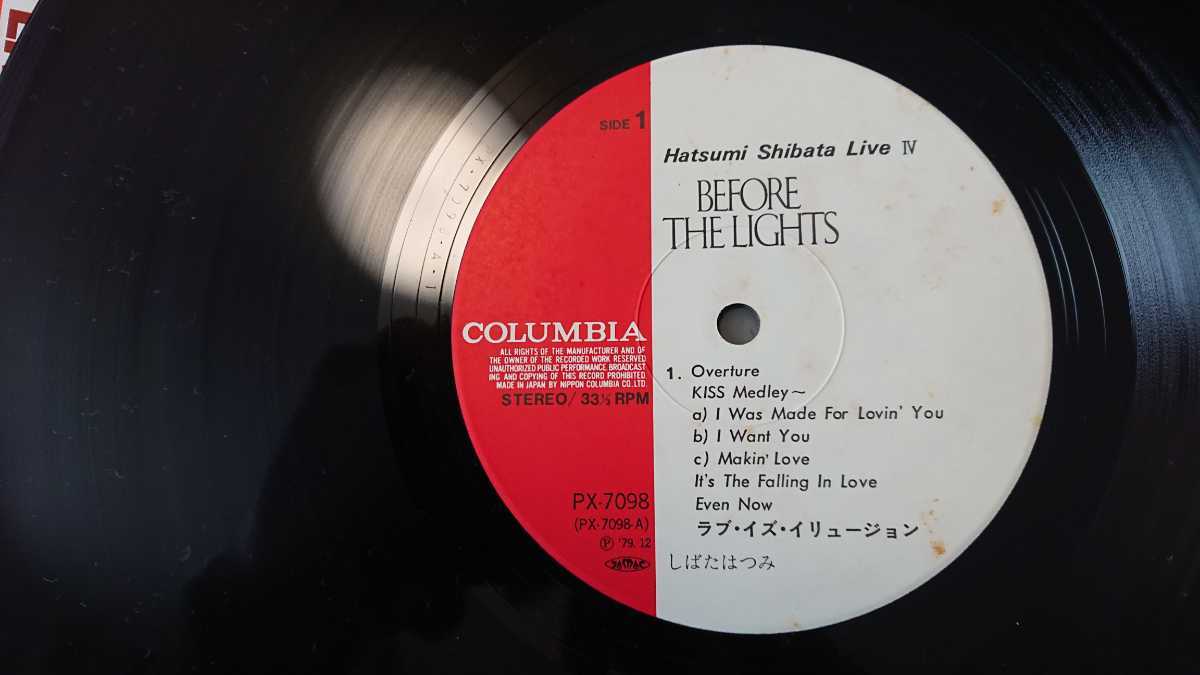 SIDE 1
COLUMBIA
ALL RIGHTS OF THE MANUFACTURER AND OF
THE OWNER OF THE RECORDED WORK RESERVED
UNAUTHORIZED PUBLIC PERFORMANCE, BROADCAST
ING AND COPYING OF THIS RECORD PROHIBITED
MADE IN JAPAN BY NIPPON COLUMBIA CO.LTD.
STEREO/ 33⅓ RPM
PX-7098
(PX-7098-A)
Ⓟ '79. 12
Hatsumi Shibata Live Ⅳ
BEFORE
THE LIGHTS
1. Overture
KISS Medley~
a) I Was Made For Lovin' You
b) I Want You
c) Makin' Love
It's The Falling In Love
Even Now
ラブ・イズ・イリュージョン
しばたはつみ
PX-7098-A-1